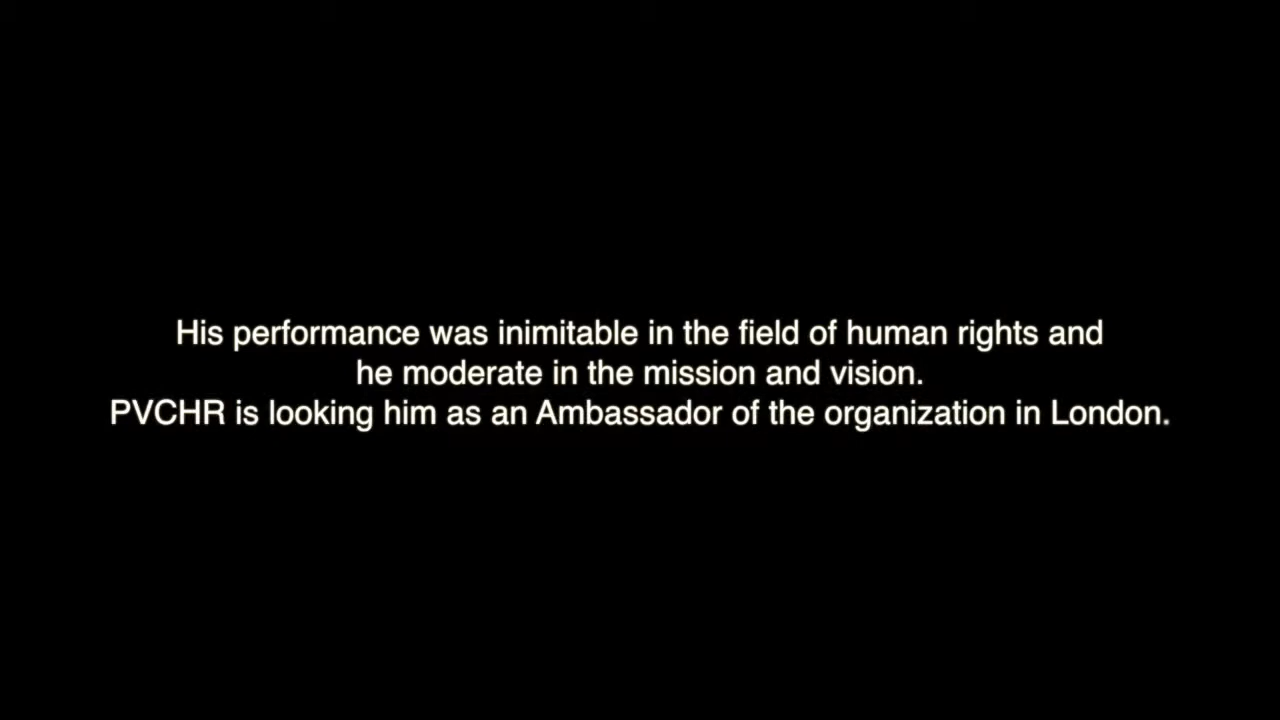 His performance was inimitable in the field of human rights and
he moderate in the mission and vision.
PVCHR is looking him as an Ambassador of the organization in London.